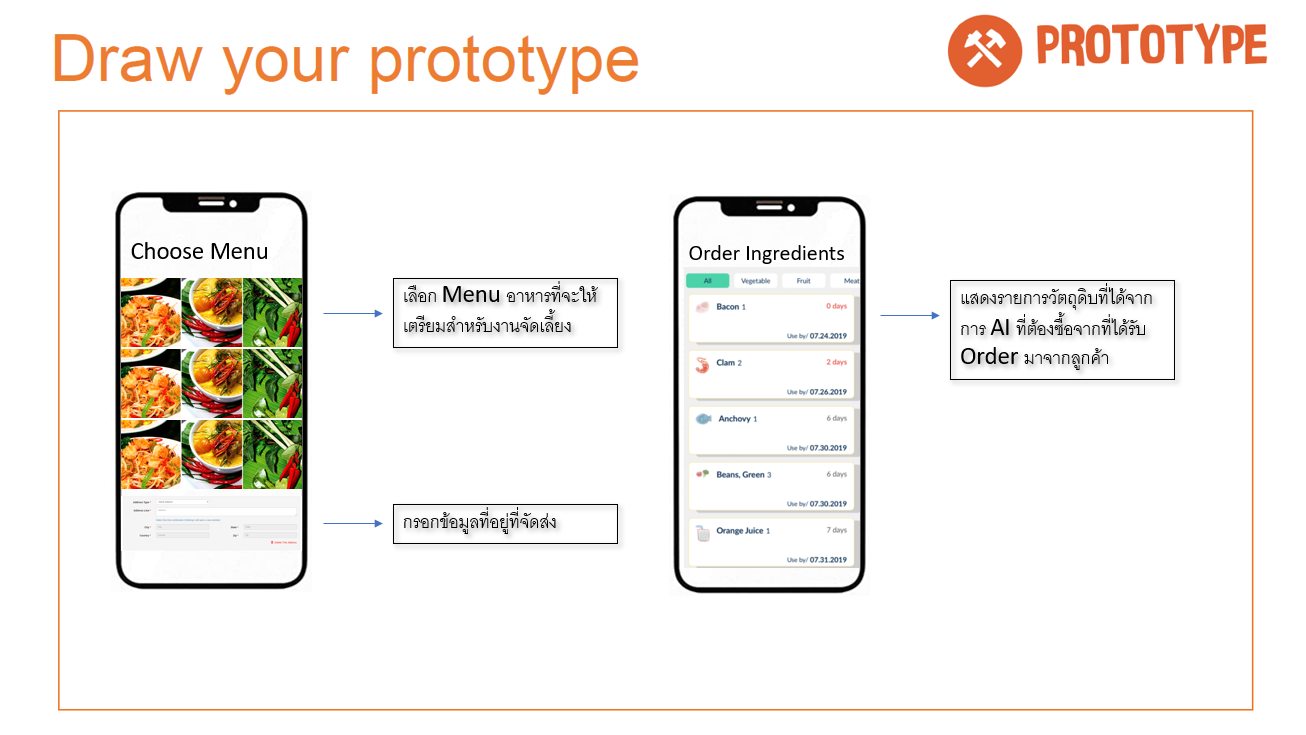 Draw your prototype
PROTOTYPE
Choose Menu
เลือก Menu อาหารที่จะให้
เตรียมสำหรับงานจัดเลี้ยง
กรอกข้อมูลที่อยู่ที่จัดส่ง
Order Ingredients
All Vegetable Fruit Meat
Bacon 1 0 days
Use by/ 07.24.2019
Clam 2 2 days
Use by/ 07.26.2019
Anchovy 1 6 days
Use by/ 07.30.2019
Beans, Green 3 6 days
Use by/ 07.30.2019
Orange Juice 1 7 days
Use by/ 07.31.2019
แสดงรายการวัตถุดิบที่ได้จาก
การ AI ที่ต้องซื้อจากที่ได้รับ
Order มาจากลูกค้า